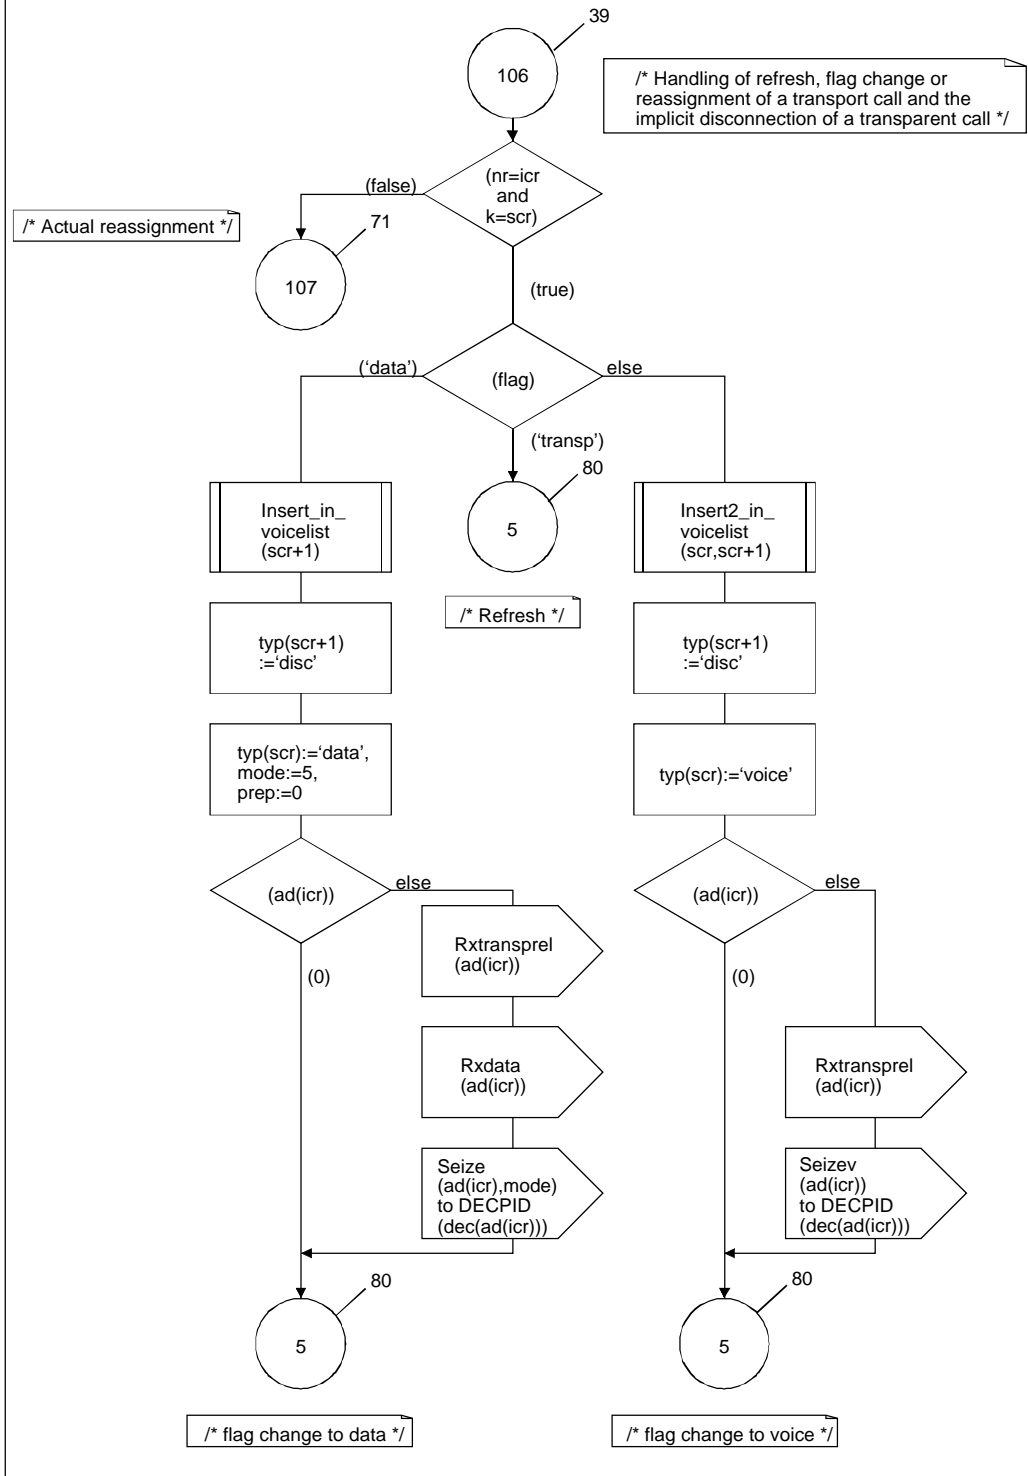 39
106
/* Handling of refresh, flag change or
reassignment of a transport call and the
implicit disconnection of a transparent call */
(nr=icr
and
k=scr)
(false)
/* Actual reassignment */
71
107
(true)
(‘data’)
(flag)
else
(‘transp’)
80
Insert_in_
voicelist
(scr+1)
5
Insert2_in_
voicelist
(scr,scr+1)
/* Refresh */
typ(scr+1)
:=‘disc’
typ(scr+1)
:=‘disc’
typ(scr):=‘data’,
mode:=5,
prep:=0
typ(scr):=‘voice’
(ad(icr))
else
(ad(icr))
else
Rxtransprel
(ad(icr))
(0)
(0)
Rxdata
(ad(icr))
Rxtransprel
(ad(icr))
Seize
(ad(icr),mode)
to DECPID
(dec(ad(icr)))
Seizev
(ad(icr))
to DECPID
(dec(ad(icr)))
80
80
5
5
/* flag change to data */
/* flag change to voice */